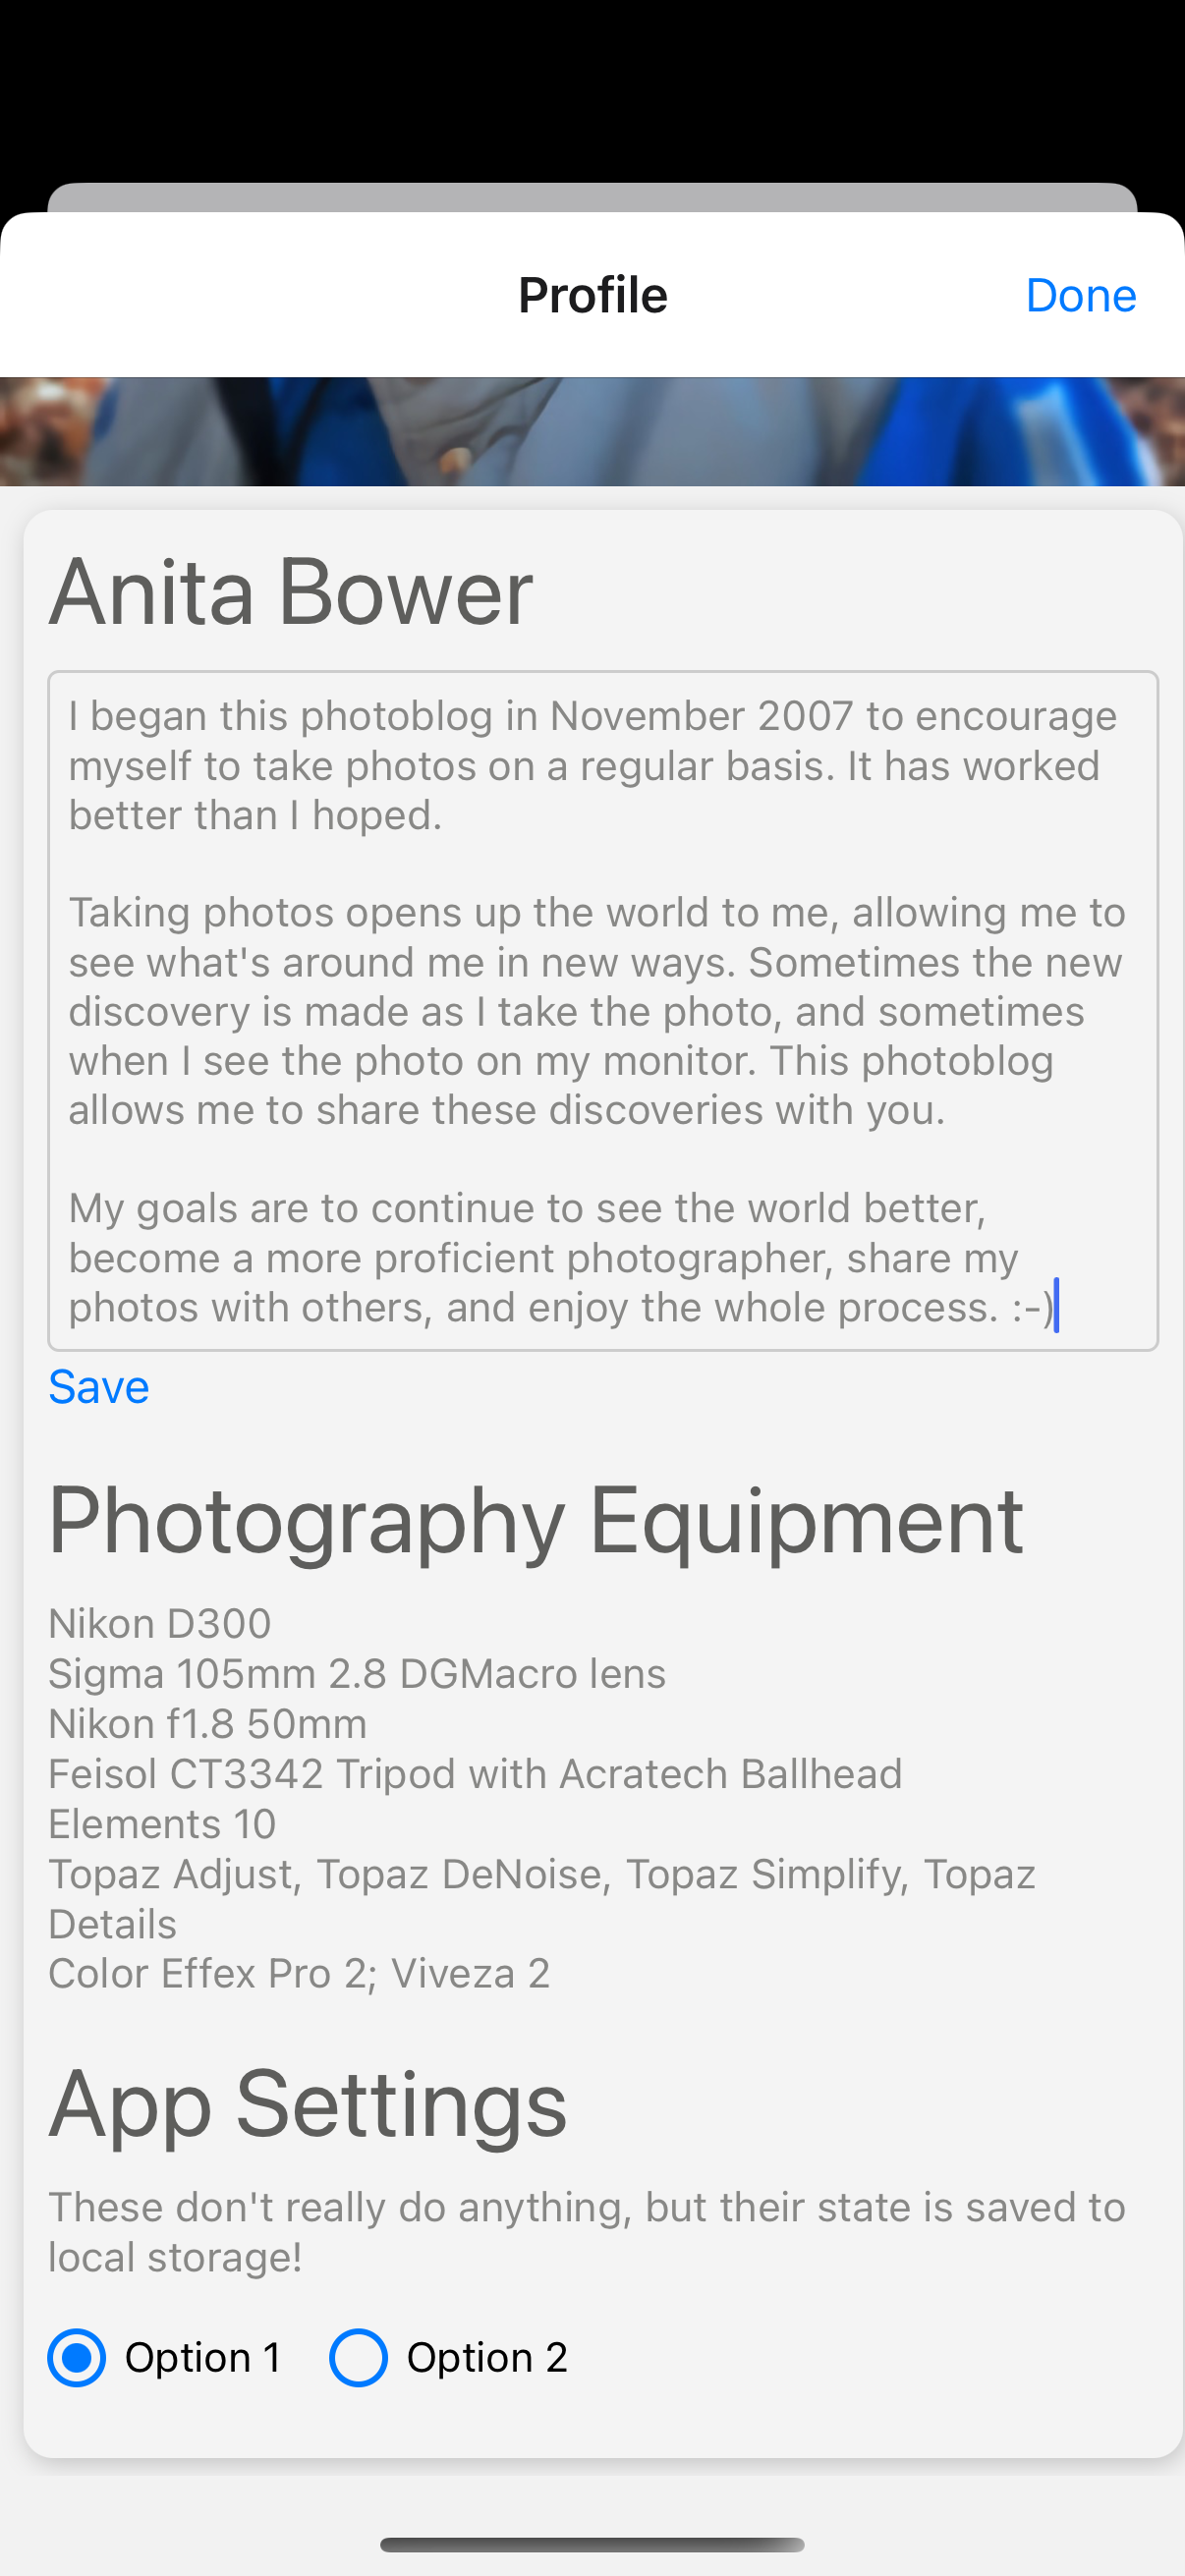 Profile
Done
Anita Bower
I began this photoblog in November 2007 to encourage
myself to take photos on a regular basis. It has worked
better than I hoped.
Taking photos opens up the world to me, allowing me to
see what's around me in new ways. Sometimes the new
discovery is made as I take the photo, and sometimes
when I see the photo on my monitor. This photoblog
allows me to share these discoveries with you.
My goals are to continue to see the world better,
become a more proficient photographer, share my
photos with others, and enjoy the whole process. :-)
Save
Photography Equipment
Nikon D300
Sigma 105mm 2.8 DGMacro lens
Nikon f1.8 50mm
Feisol CT3342 Tripod with Acratech Ballhead
Elements 10
Topaz Adjust, Topaz DeNoise, Topaz Simplify, Topaz
Details
Color Effex Pro 2; Viveza 2
App Settings
These don't really do anything, but their state is saved to
local storage!
Option 1 Option 2